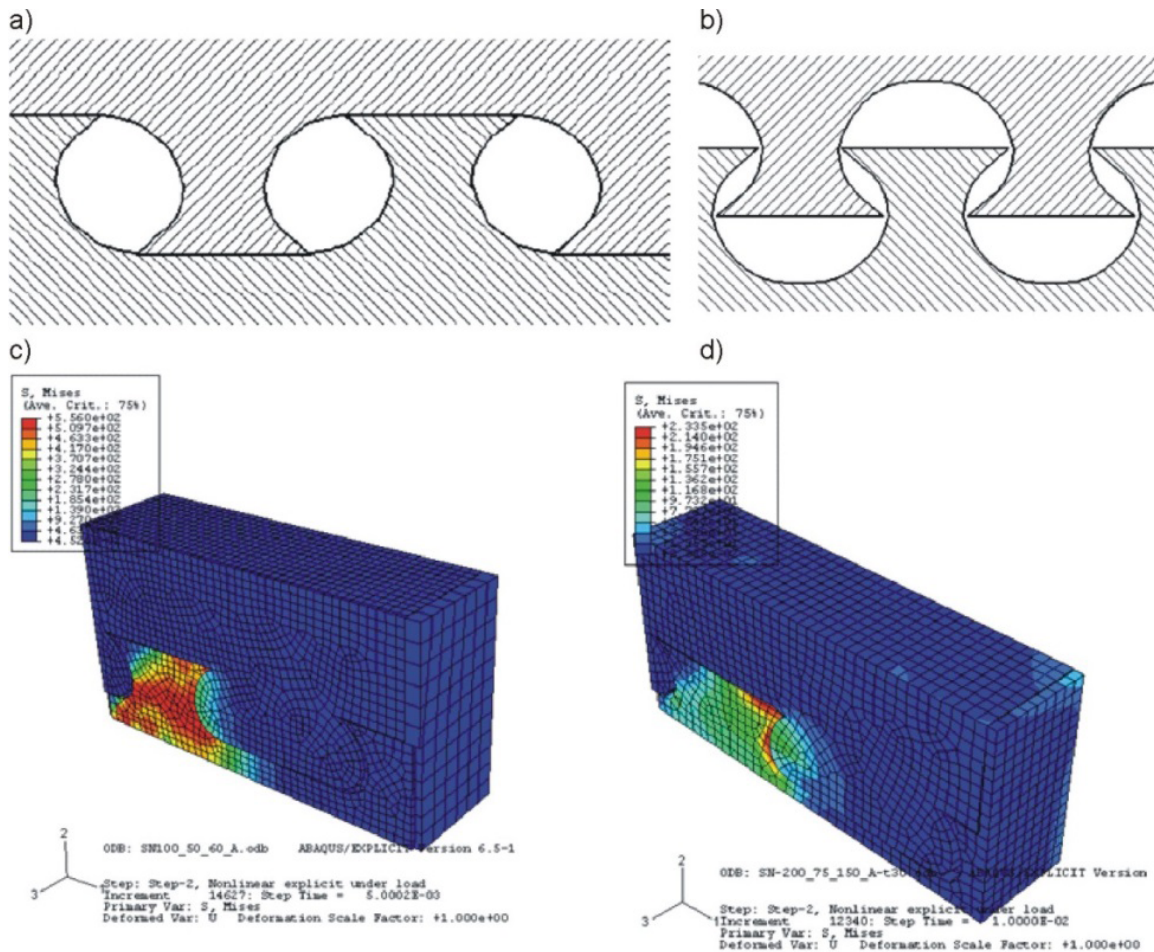 a)
b)
c)
d)
S, Mises
(Ave. Crit.: 75%)
+5.560e+02
+5.097e+02
+4.633e+02
+4.170e+02
+3.707e+02
+3.244e+02
+2.780e+02
+2.317e+02
+1.854e+02
+1.390e+02
2
3
ODB: SN100_50_60_A.odb ABAQUS/EXPLICIT Version 6.5-1
Step: Step-2, Nonlinear explicit under load
Increment 14627: Step Time = 5.0002E-03
Primary Var: S, Mises
Deformed Var: U Deformation Scale Factor: +1.000e+00
S, Mises
(Ave. Crit.: 75%)
+2.335e+02
+2.140e+02
+1.946e+02
+1.751e+02
+1.557e+02
+1.362e+02
+1.168e+02
2
3
1
ODB: ABAQUS/EXPLICIT Version
Step: Step-2, Nonlinear explicit under load
Increment 12340: Step Time = 1.0000E-02
Primary Var: S, Mises
Deformed Var: U Deformation Scale Factor: +1.000e+00